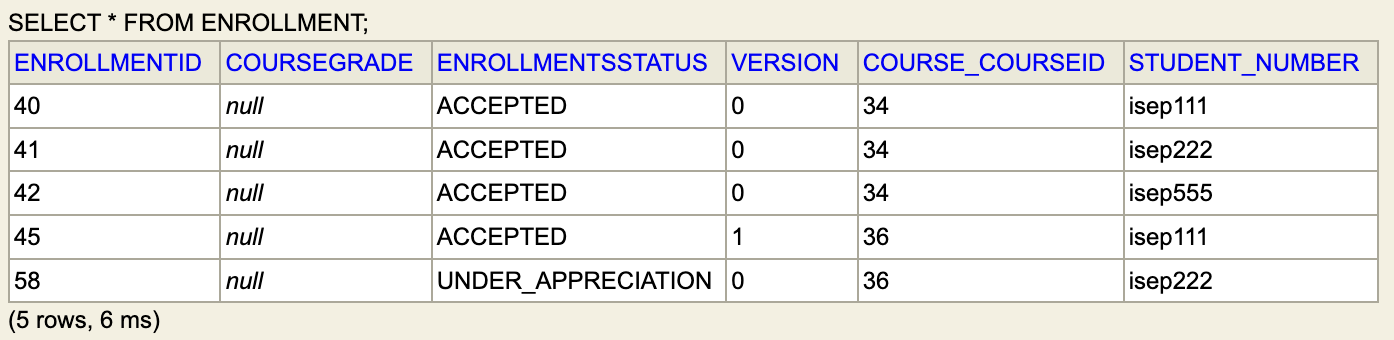 SELECT * FROM ENROLLMENT;
ENROLLMENTID COURSEGRADE ENROLLMENTSSTATUS VERSION COURSE_COURSEID STUDENT_NUMBER
40 null ACCEPTED 0 34 isep111
41 null ACCEPTED 0 34 isep222
42 null ACCEPTED 0 34 isep555
45 null ACCEPTED 1 36 isep111
58 null UNDER_APPRECIATION 0 36 isep222
(5 rows, 6 ms)